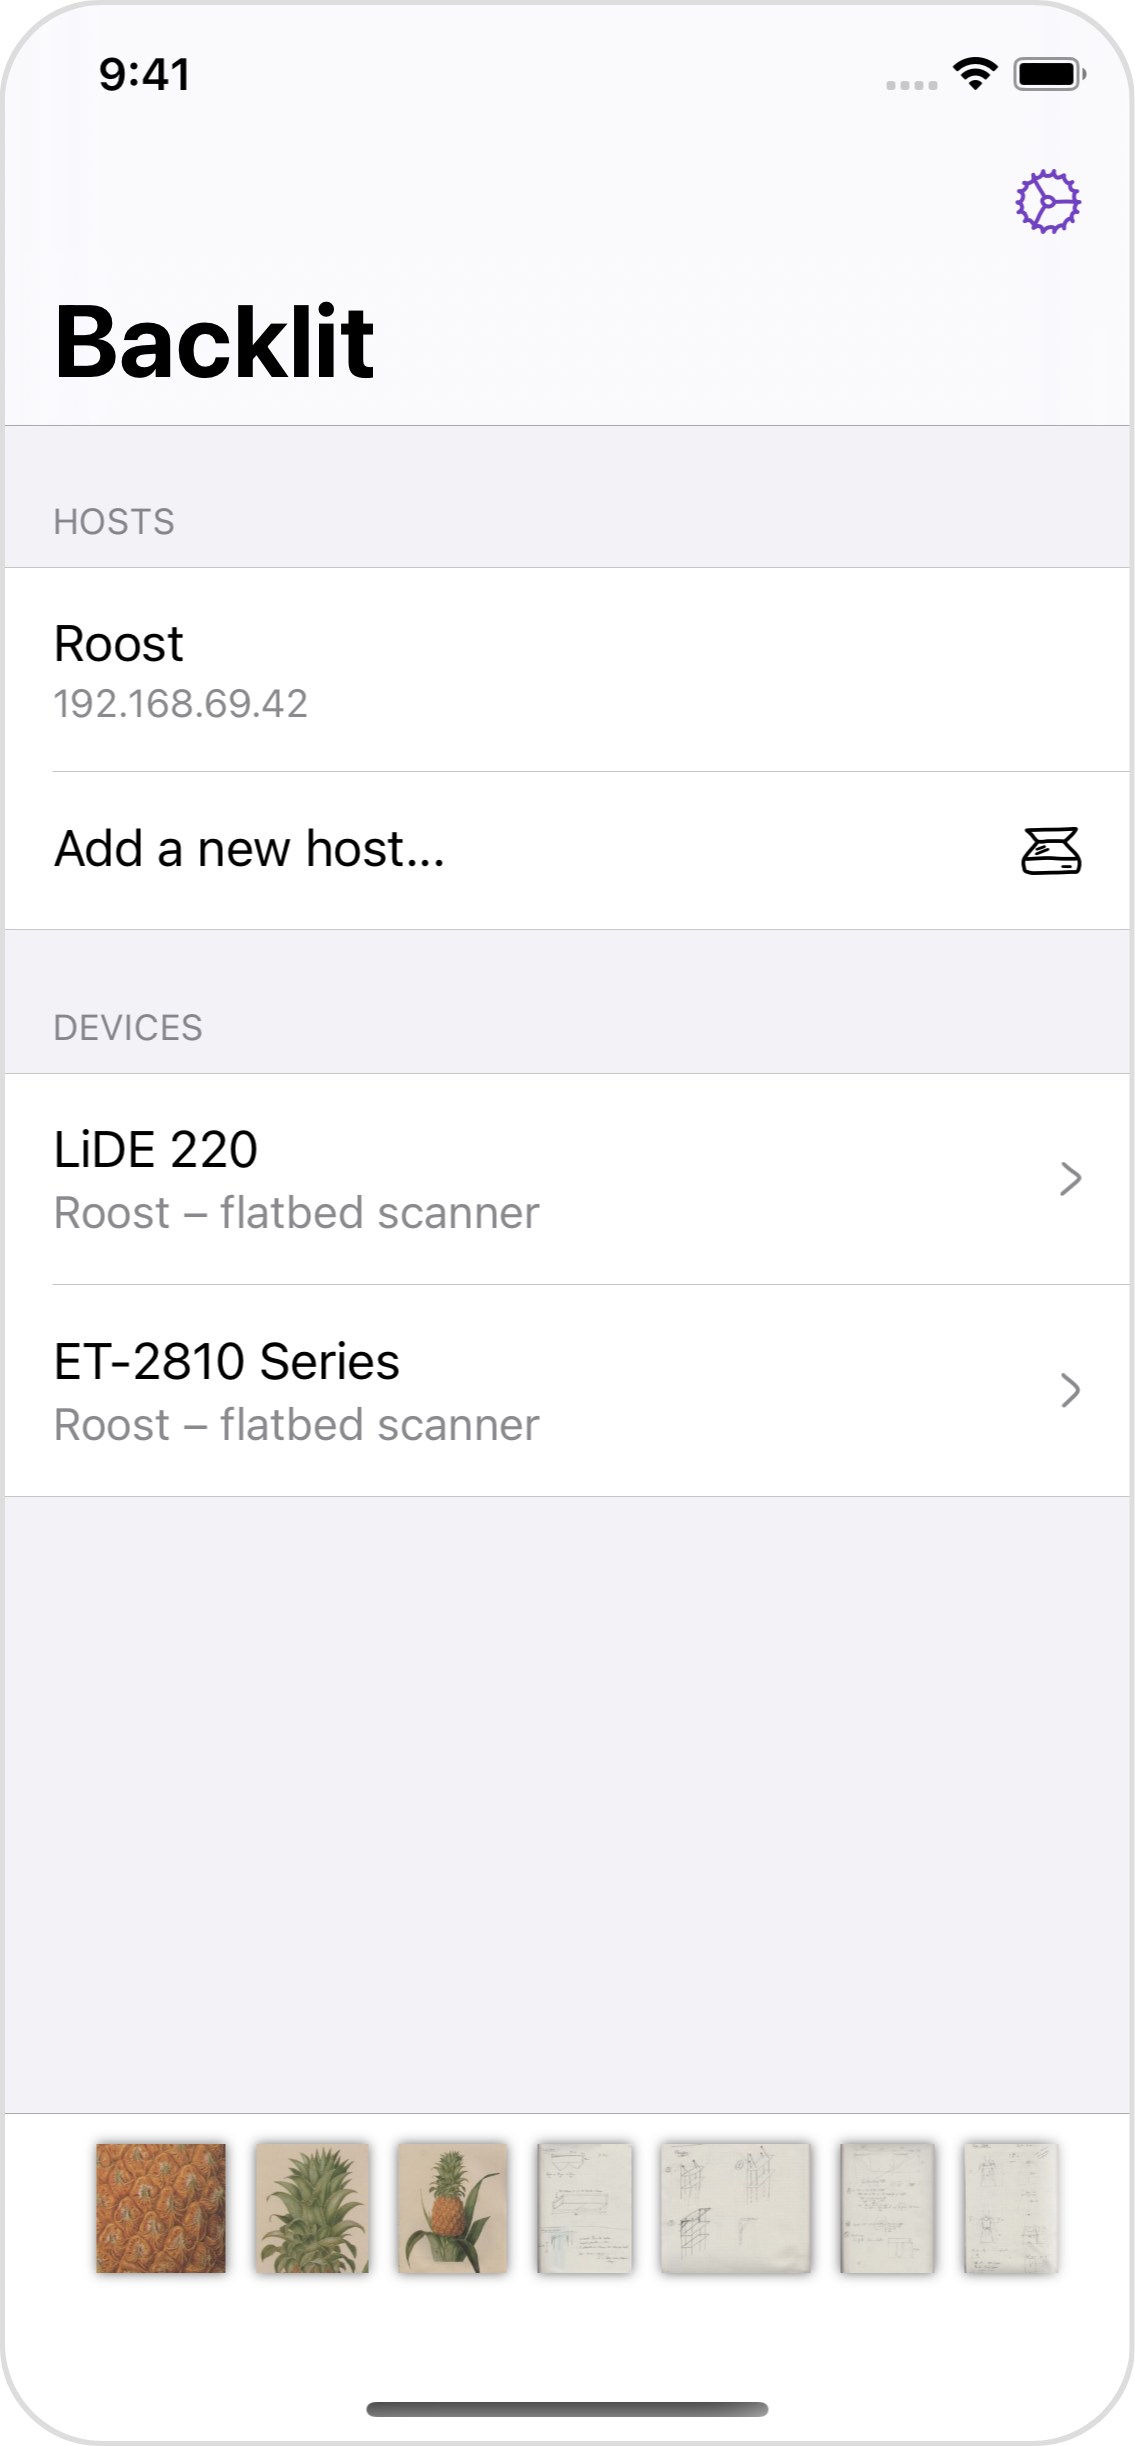 9:41
Backlit
HOSTS
Roost
192.168.69.42
Add a new host...
DEVICES
LiDE 220
Roost – flatbed scanner
ET-2810 Series
Roost – flatbed scanner